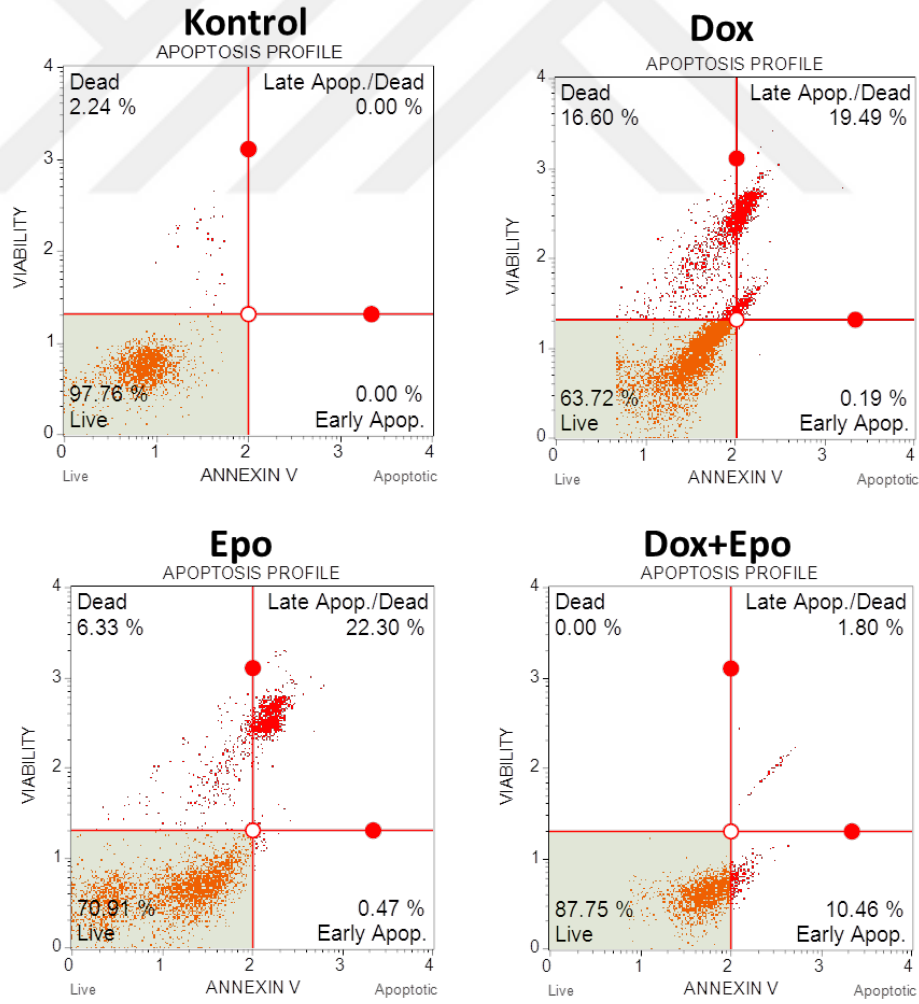 Kontrol
APOPTOSIS PROFILE
4
3
2
1
0
VIABILITY
Dead
2.24 %
Late Apop./Dead
0.00 %
97.76 %
Live
0.00 %
Early Apop.
0 1 2 3 4
Live ANNEXIN V Apoptotic
Dox
APOPTOSIS PROFILE
4
3
2
1
0
VIABILITY
Dead
16.60 %
Late Apop./Dead
19.49 %
63.72 %
Live
0.19 %
Early Apop.
0 1 2 3 4
Live ANNEXIN V Apoptotic
Epo
APOPTOSIS PROFILE
4
3
2
1
0
VIABILITY
Dead
6.33 %
Late Apop./Dead
22.30 %
70.91 %
Live
0.47 %
Early Apop.
0 1 2 3 4
Live ANNEXIN V Apoptotic
Dox+Epo
APOPTOSIS PROFILE
4
3
2
1
0
VIABILITY
Dead
0.00 %
Late Apop./Dead
1.80 %
87.75 %
Live
10.46 %
Early Apop.
0 1 2 3 4
Live ANNEXIN V Apoptotic